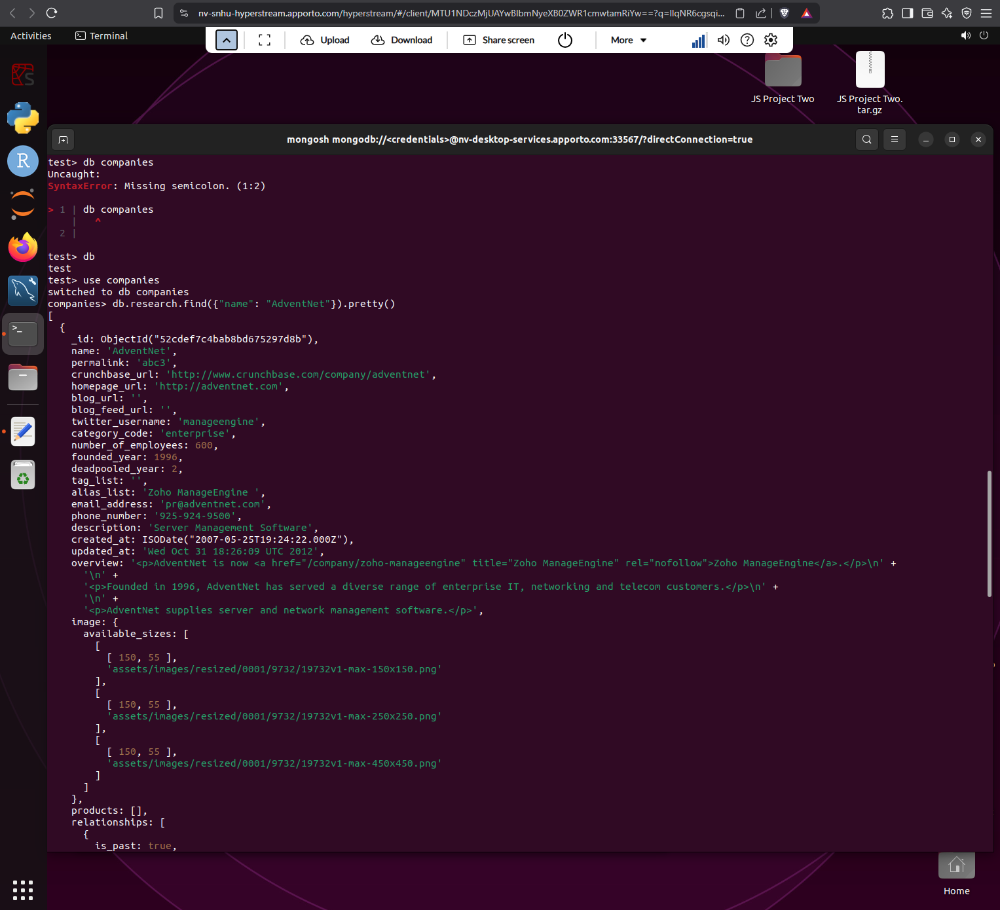 nv-snhu-hyperstream.apporto.com/hyperstream/#/client/MTU1NDczMjUAYwBlbmNyeXB0ZWR1cmwtamRiYw==?q=IlqNR6cgsqi...
Activities
Terminal
Upload
Download
Share screen
More
JS Project Two
JS Project Two.
tar.gz
mongosh mongodb://<credentials>@nv-desktop-services.apporto.com:33567/?directConnection=true
test> db companies
Uncaught:
SyntaxError: Missing semicolon. (1:2)
> 1 | db companies
|   ^
2 |
test> db
test
test> use companies
switched to db companies
companies> db.research.find({"name": "AdventNet"}).pretty()
[
{
_id: ObjectId("52cdef7c4bab8bd675297d8b"),
name: 'AdventNet',
permalink: 'abc3',
crunchbase_url: 'http://www.crunchbase.com/company/adventnet',
homepage_url: 'http://adventnet.com',
blog_url: '',
blog_feed_url: '',
twitter_username: 'manageengine',
category_code: 'enterprise',
number_of_employees: 600,
founded_year: 1996,
deadpooled_year: 2,
tag_list: '',
alias_list: 'Zoho ManageEngine ',
email_address: 'pr@adventnet.com',
phone_number: '925-924-9500',
description: 'Server Management Software',
created_at: ISODate("2007-05-25T19:24:22.000Z"),
updated_at: 'Wed Oct 31 18:26:09 UTC 2012',
overview: '<p>AdventNet is now <a href="/company/zoho-manageengine" title="Zoho ManageEngine" rel="nofollow">Zoho ManageEngine</a>.</p>\n' +
'\n' +
'<p>Founded in 1996, AdventNet has served a diverse range of enterprise IT, networking and telecom customers.</p>\n' +
'\n' +
'<p>AdventNet supplies server and network management software.</p>',
image: {
available_sizes: [
[
[ 150, 55 ],
'assets/images/resized/0001/9732/19732v1-max-150x150.png'
],
[
[ 150, 55 ],
'assets/images/resized/0001/9732/19732v1-max-250x250.png'
],
[
[ 150, 55 ],
'assets/images/resized/0001/9732/19732v1-max-450x450.png'
]
]
},
products: [],
relationships: [
{
is_past: true,
Home